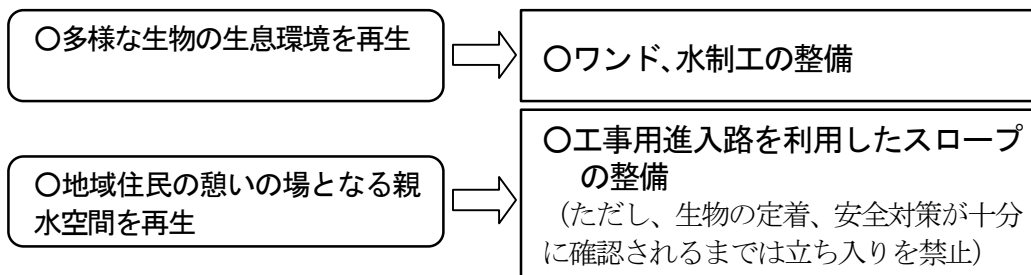 〇多様な生物の生息環境を再生
〇ワンド、水制工の整備
〇地域住民の憩いの場となる親
水空間を再生
〇工事用進入路を利用したスロープ
の整備
（ただし、生物の定着、安全対策が十分
に確認されるまでは立ち入りを禁止）